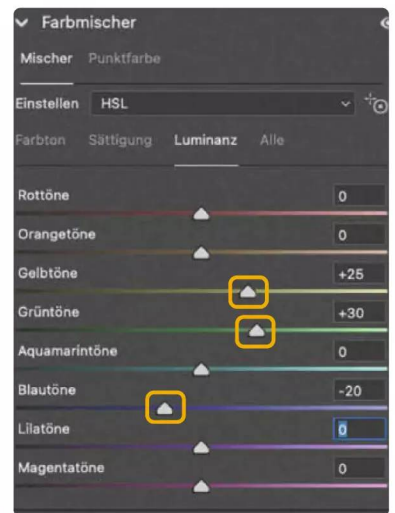 Farbmischer
Mischer Punktfarbe
Einstellen HSL
Farbton Sättigung Luminanz Alle
Rottöne 0
Orangetöne 0
Gelbtöne +25
Grüntöne +30
Aquamarintöne 0
Blautöne -20
Lilatöne 0
Magentatöne 0